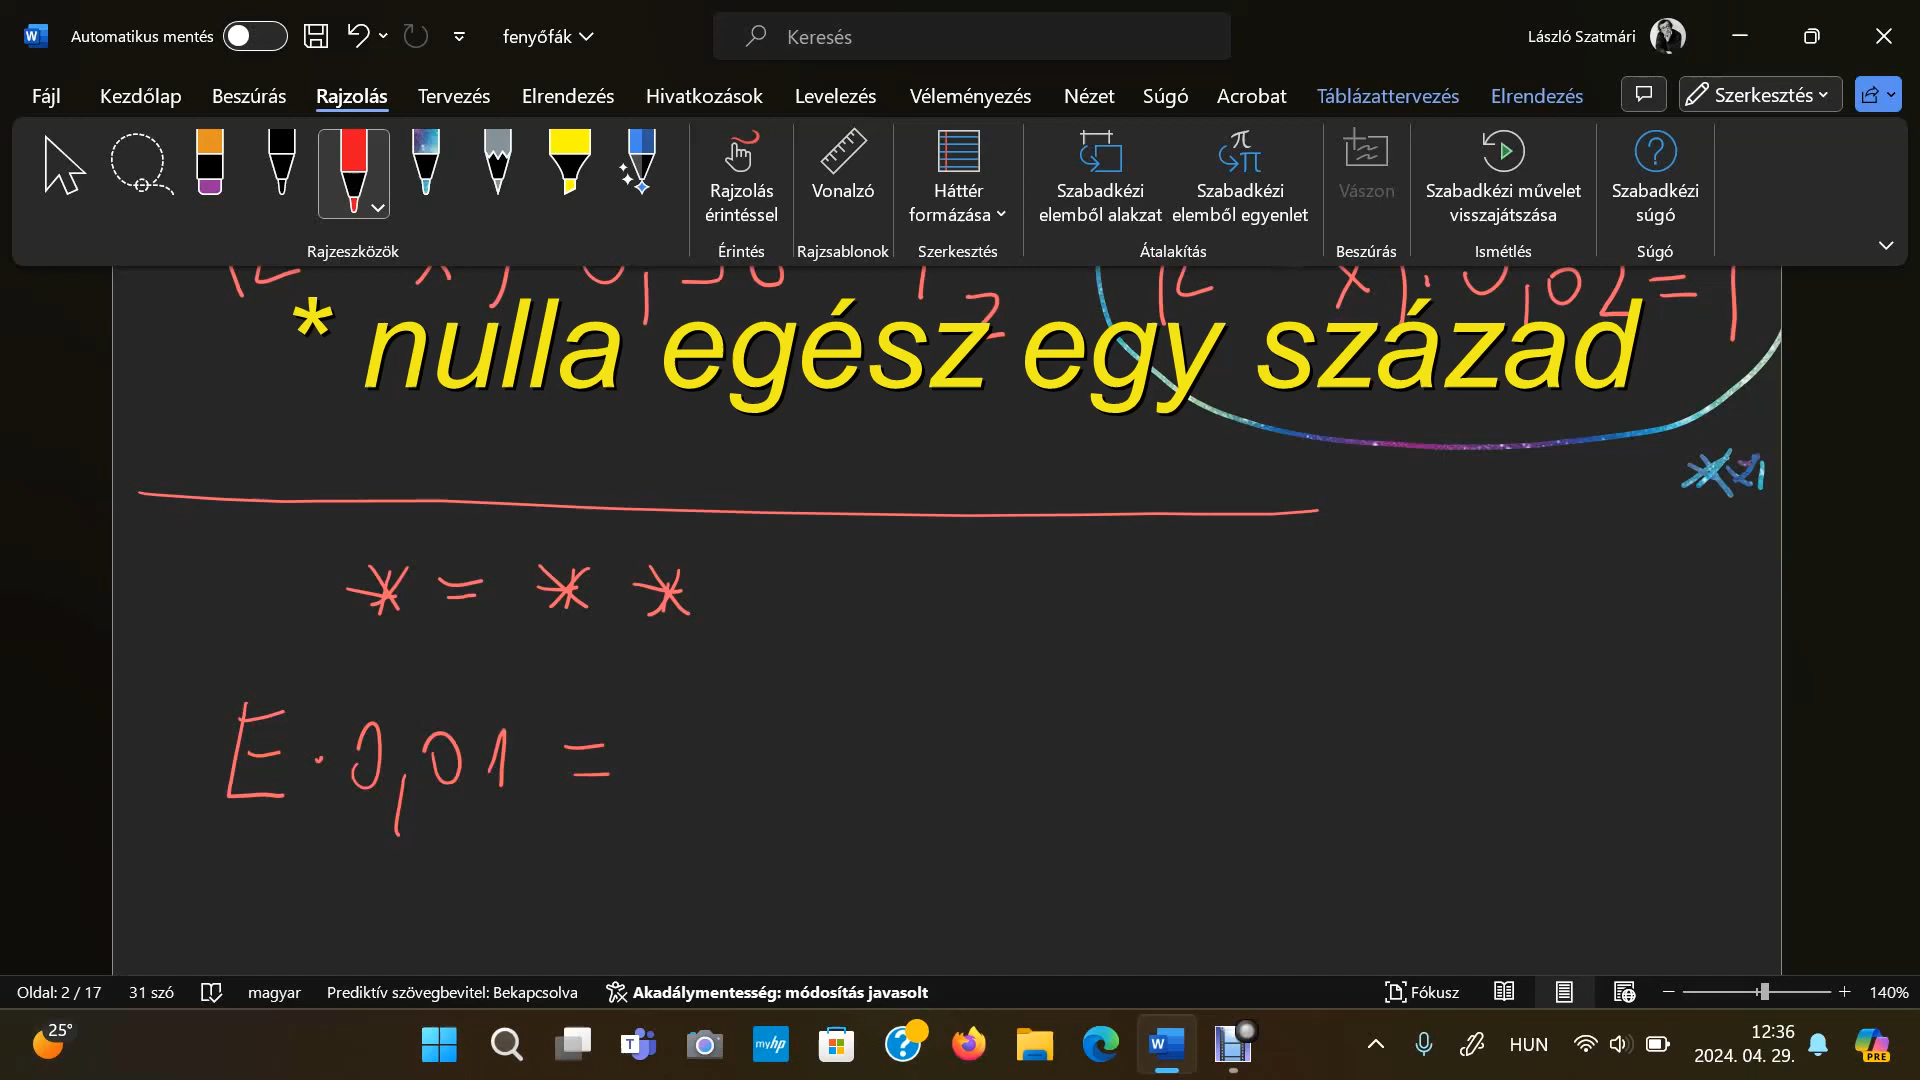 Automatikus mentés
fenyőfák
Keresés
László Szatmári
Fájl Kezdőlap Beszúrás Rajzolás Tervezés Elrendezés Hivatkozások Levelezés Véleményezés Nézet Súgó Acrobat Táblázattervezés Elrendezés
Szerkesztés
Rajzolás érintéssel
Vonalzó
Háttér formázása
Szabadkézi elemből alakzat
Szabadkézi elemből egyenlet
Vászon
Szabadkézi művelet visszajátszása
Szabadkézi súgó
Rajzeszközök Érintés Rajzsablonok Szerkesztés Átalakítás Beszúrás Ismétlés Súgó
* nulla egész egy század
* = * *
E · 0,01 =
Oldal: 2 / 17 31 szó magyar Prediktív szövegbevitel: Bekapcsolva Akadálymentesség: módosítás javasolt Fókusz 140%
25°
myhp
HUN
12:36
2024. 04. 29.
PRE